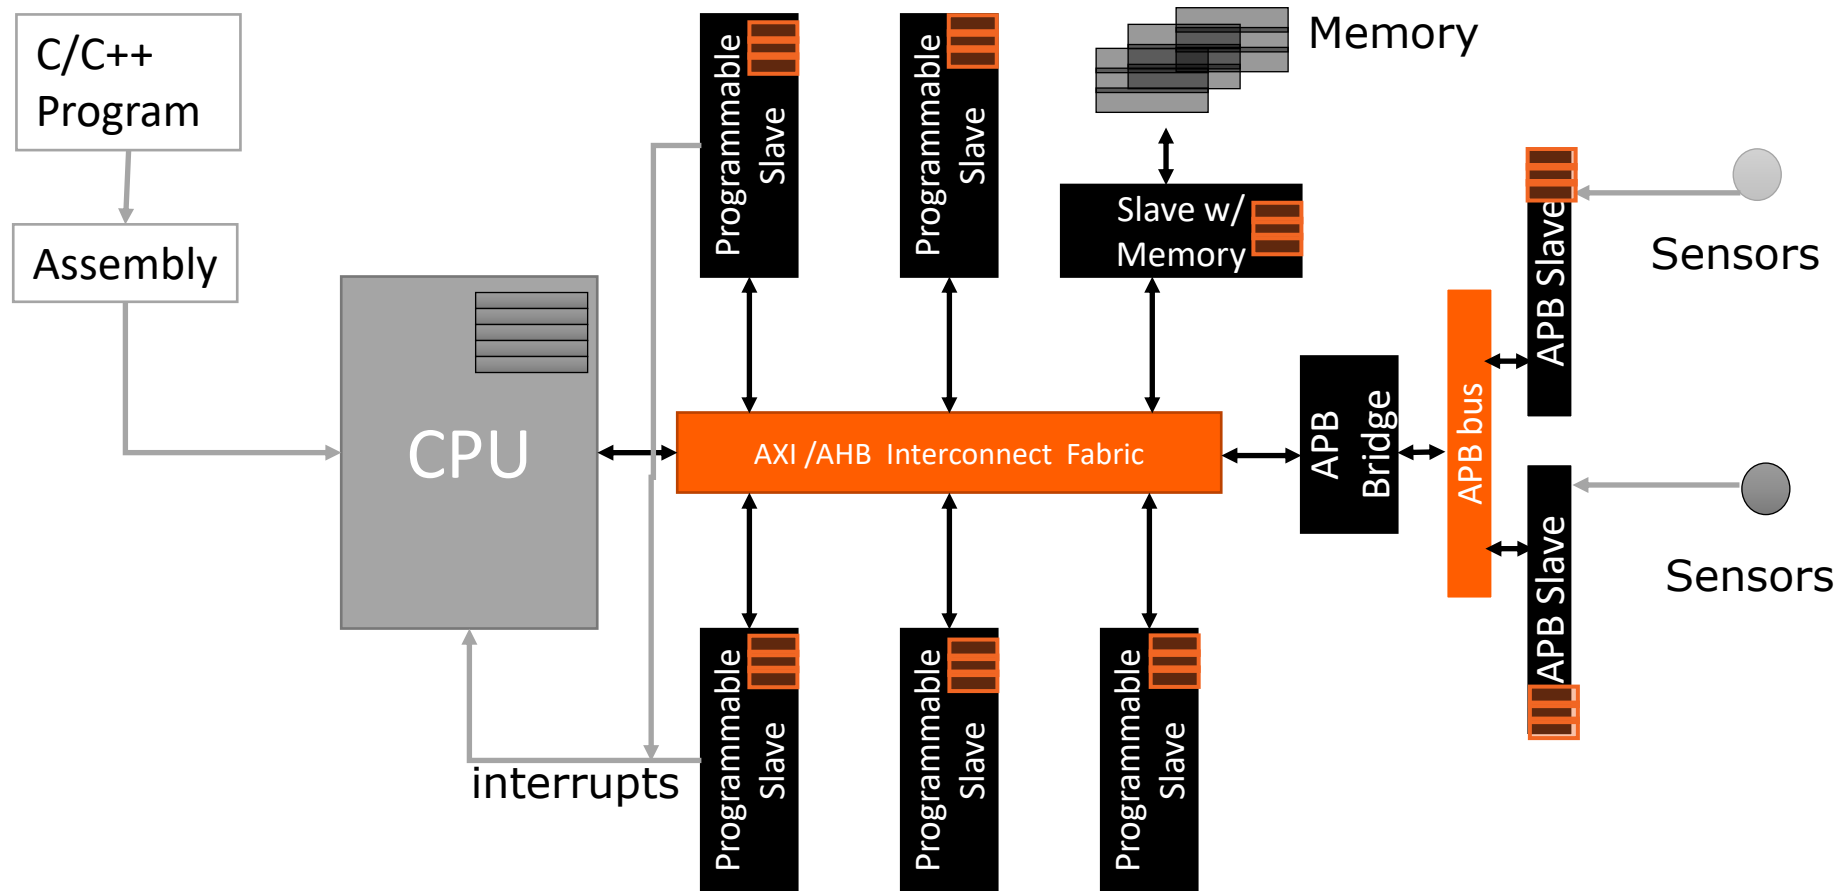 C/C++
Program
Assembly
CPU
interrupts
Programmable
Slave
Programmable
Slave
Memory
Slave w/
Memory
AXI /AHB  Interconnect  Fabric
Programmable
Slave
Programmable
Slave
Programmable
Slave
APB
Bridge
APB bus
APB Slave
Sensors
APB Slave
Sensors